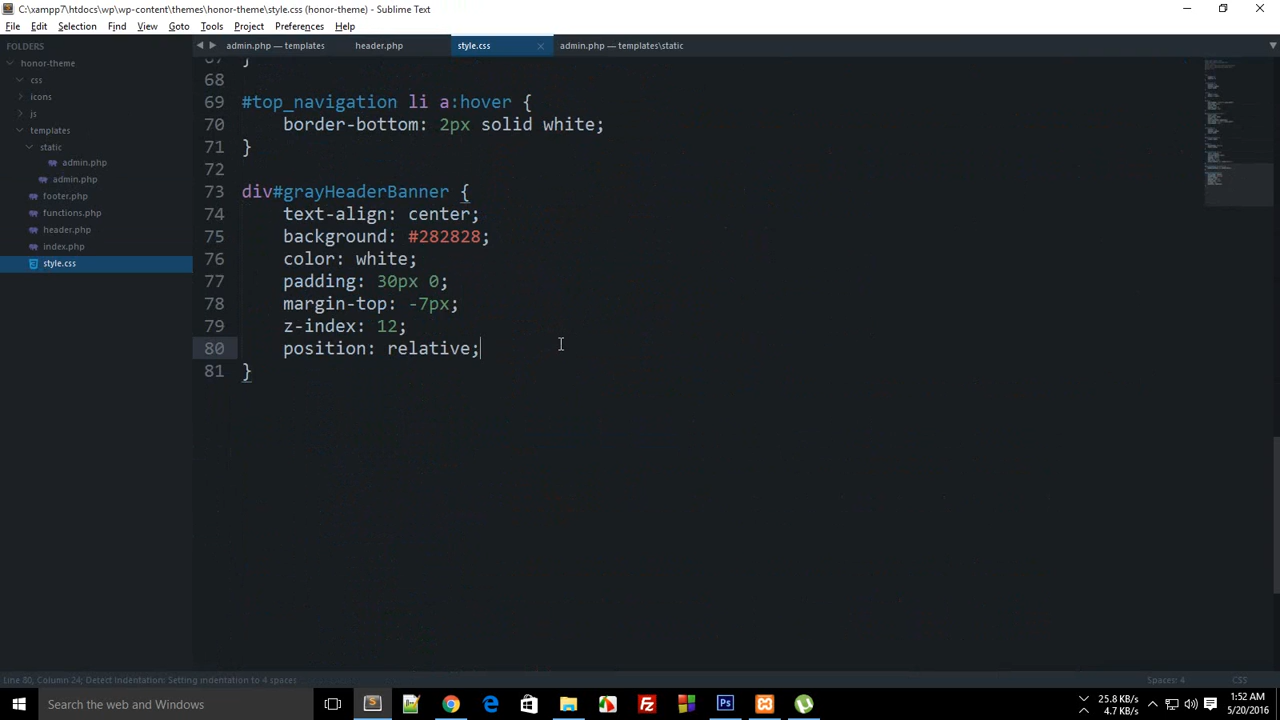 C:\xampp7\htdocs\wp\wp-content\themes\honor-theme\style.css (honor-theme) - Sublime Text
File Edit Selection Find View Goto Tools Project Preferences Help
FOLDERS
honor-theme
css
icons
js
templates
static
admin.php
admin.php
footer.php
functions.php
header.php
index.php
style.css
admin.php — templates header.php style.css admin.php — templates\static
68
69 #top_navigation li a:hover {
70 border-bottom: 2px solid white;
71 }
72
73 div#grayHeaderBanner {
74 text-align: center;
75 background: #282828;
76 color: white;
77 padding: 30px 0;
78 margin-top: -7px;
79 z-index: 12;
80 position: relative;
81 }
Line 80, Column 24; Detect Indentation: Setting indentation to 4 spaces Spaces: 4 CSS
Search the web and Windows
25.8 KB/s
4.7 KB/s
1:52 AM
5/20/2016